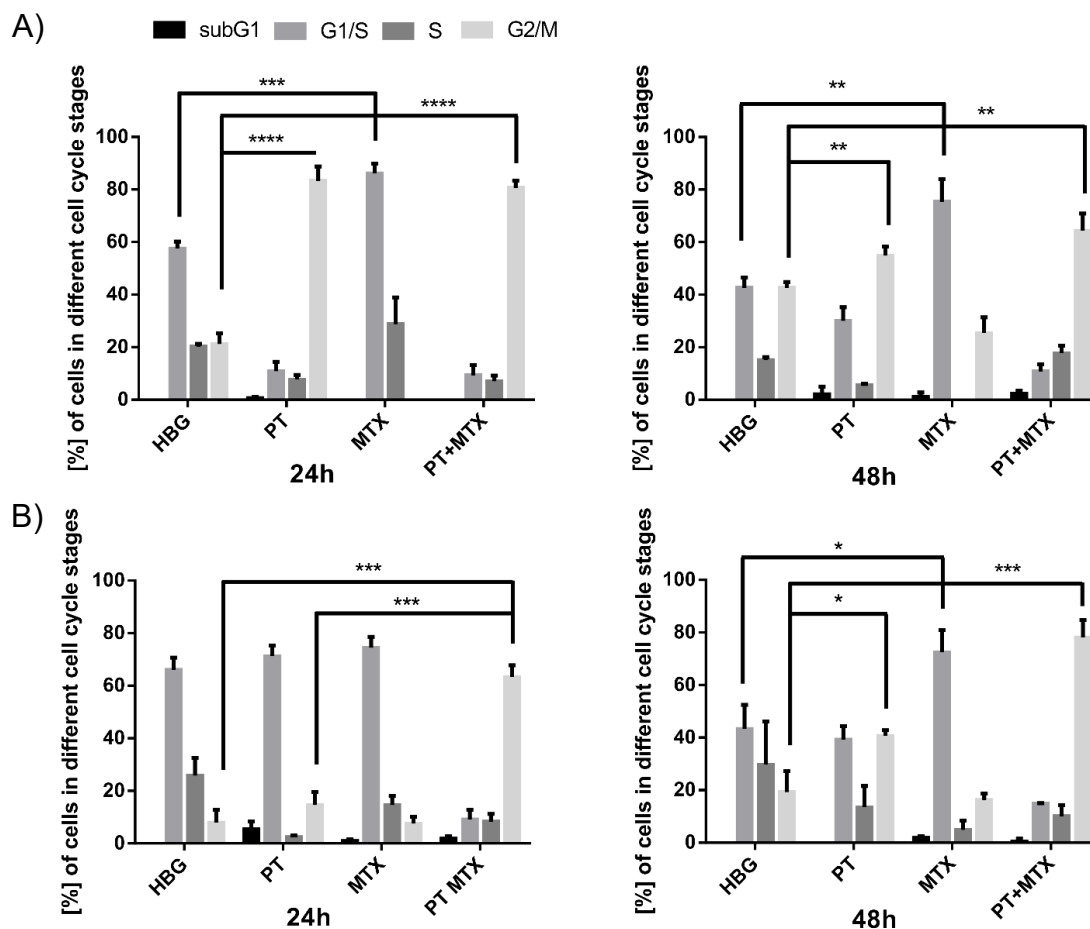 A)
subG1 G1/S S G2/M
[%] of cells in different cell cycle stages
100
80
60
40
20
0
***
****
****
HBG
PT
MTX
PT+MTX
24h
[%] of cells in different cell cycle stages
100
80
60
40
20
0
**
**
**
HBG
PT
MTX
PT+MTX
48h
B)
[%] of cells in different cell cycle stages
100
80
60
40
20
0
***
***
HBG
PT
MTX
PT MTX
24h
[%] of cells in different cell cycle stages
100
80
60
40
20
0
*
***
*
HBG
PT
MTX
PT+MTX
48h